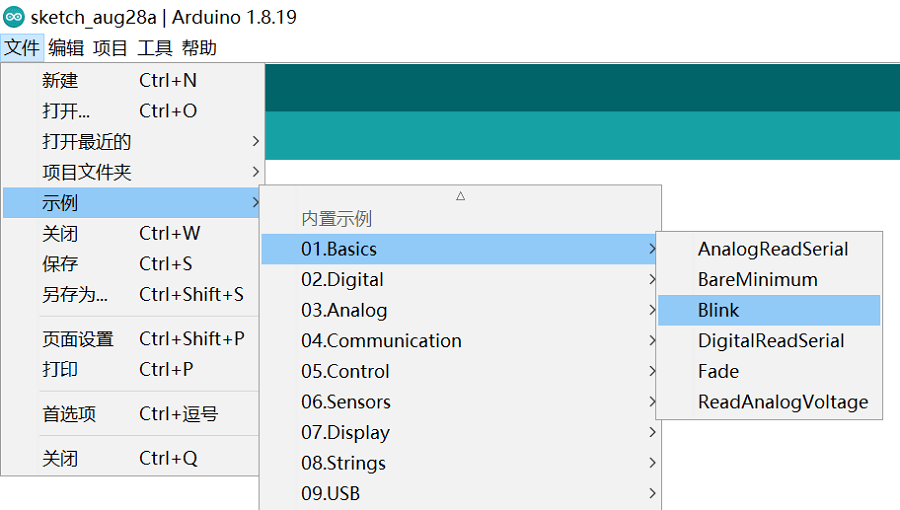 sketch_aug28a | Arduino 1.8.19
文件 编辑 项目 工具 帮助
新建 Ctrl+N
打开... Ctrl+O
打开最近的
项目文件夹
示例
关闭 Ctrl+W
保存 Ctrl+S
另存为... Ctrl+Shift+S
页面设置 Ctrl+Shift+P
打印 Ctrl+P
首选项 Ctrl+逗号
关闭 Ctrl+Q
内置示例
01.Basics
02.Digital
03.Analog
04.Communication
05.Control
06.Sensors
07.Display
08.Strings
09.USB
AnalogReadSerial
BareMinimum
Blink
DigitalReadSerial
Fade
ReadAnalogVoltage